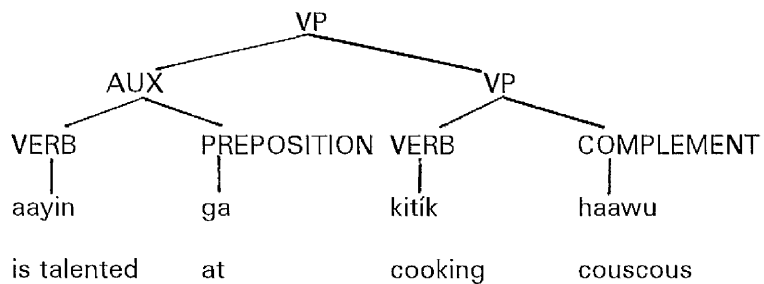 VP
AUX VP
VERB PREPOSITION VERB COMPLEMENT
aayin ga kitík haawu
is talented at cooking couscous